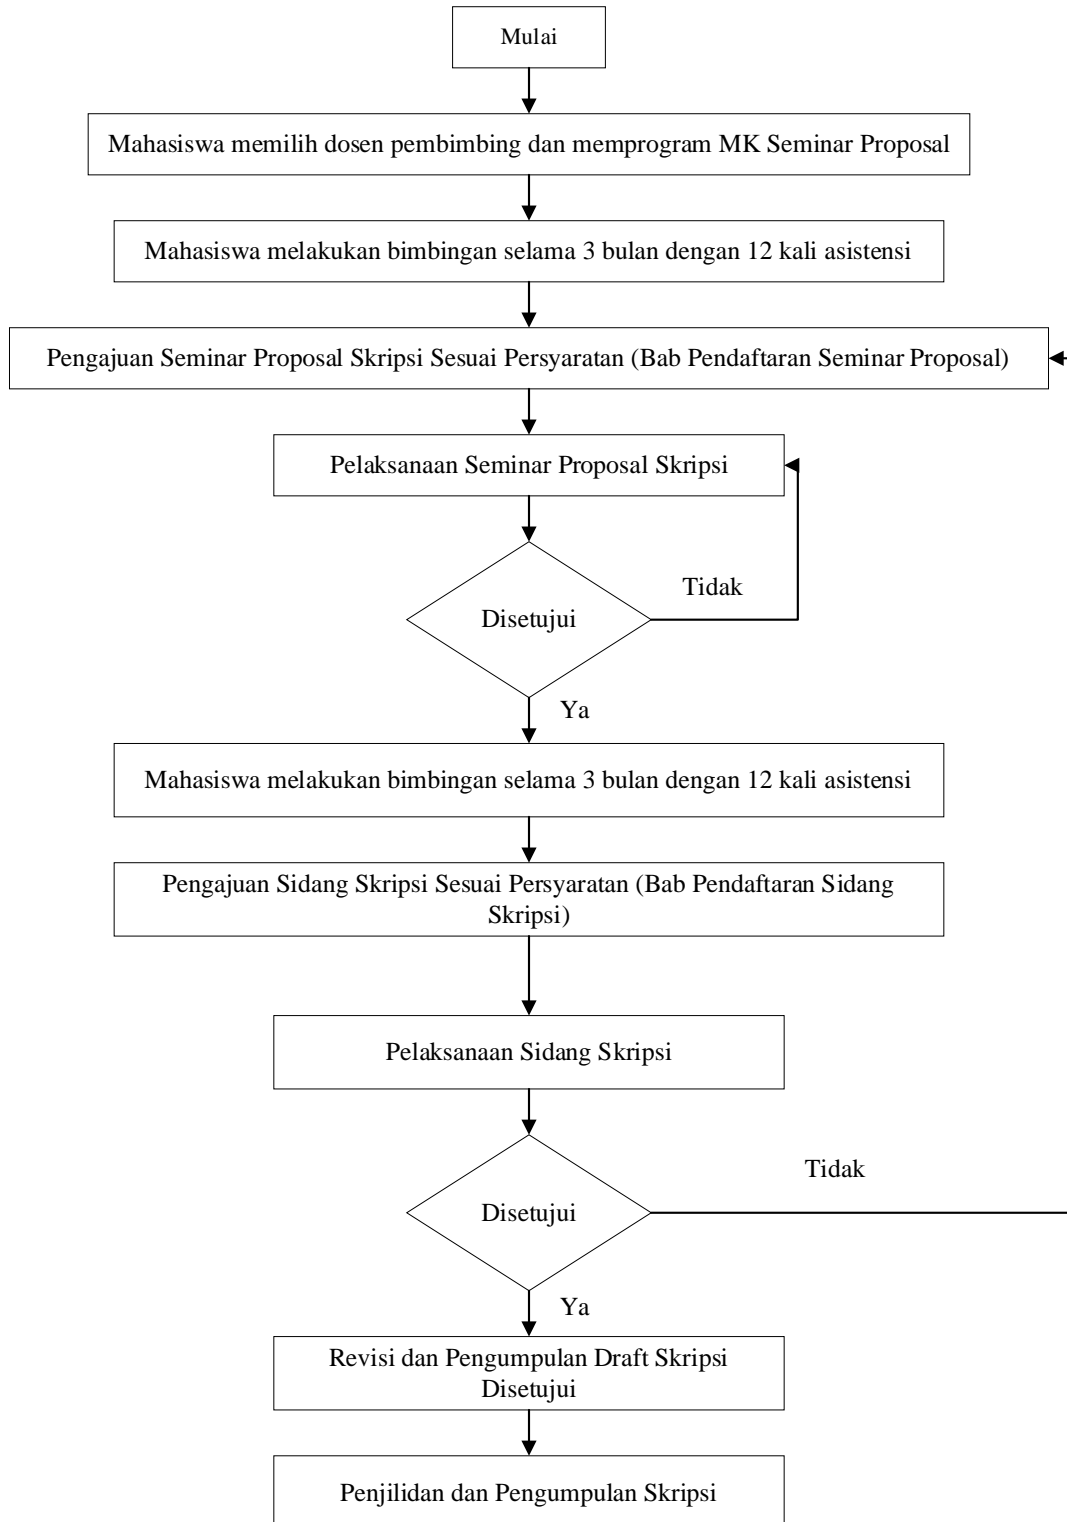 Mulai
Mahasiswa memilih dosen pembimbing dan memprogram MK Seminar Proposal
Mahasiswa melakukan bimbingan selama 3 bulan dengan 12 kali asistensi
Pengajuan Seminar Proposal Skripsi Sesuai Persyaratan (Bab Pendaftaran Seminar Proposal)
Pelaksanaan Seminar Proposal Skripsi
Tidak
Disetujui
Ya
Mahasiswa melakukan bimbingan selama 3 bulan dengan 12 kali asistensi
Pengajuan Sidang Skripsi Sesuai Persyaratan (Bab Pendaftaran Sidang
Skripsi)
Pelaksanaan Sidang Skripsi
Tidak
Disetujui
Ya
Revisi dan Pengumpulan Draft Skripsi
Disetujui
Penjilidan dan Pengumpulan Skripsi